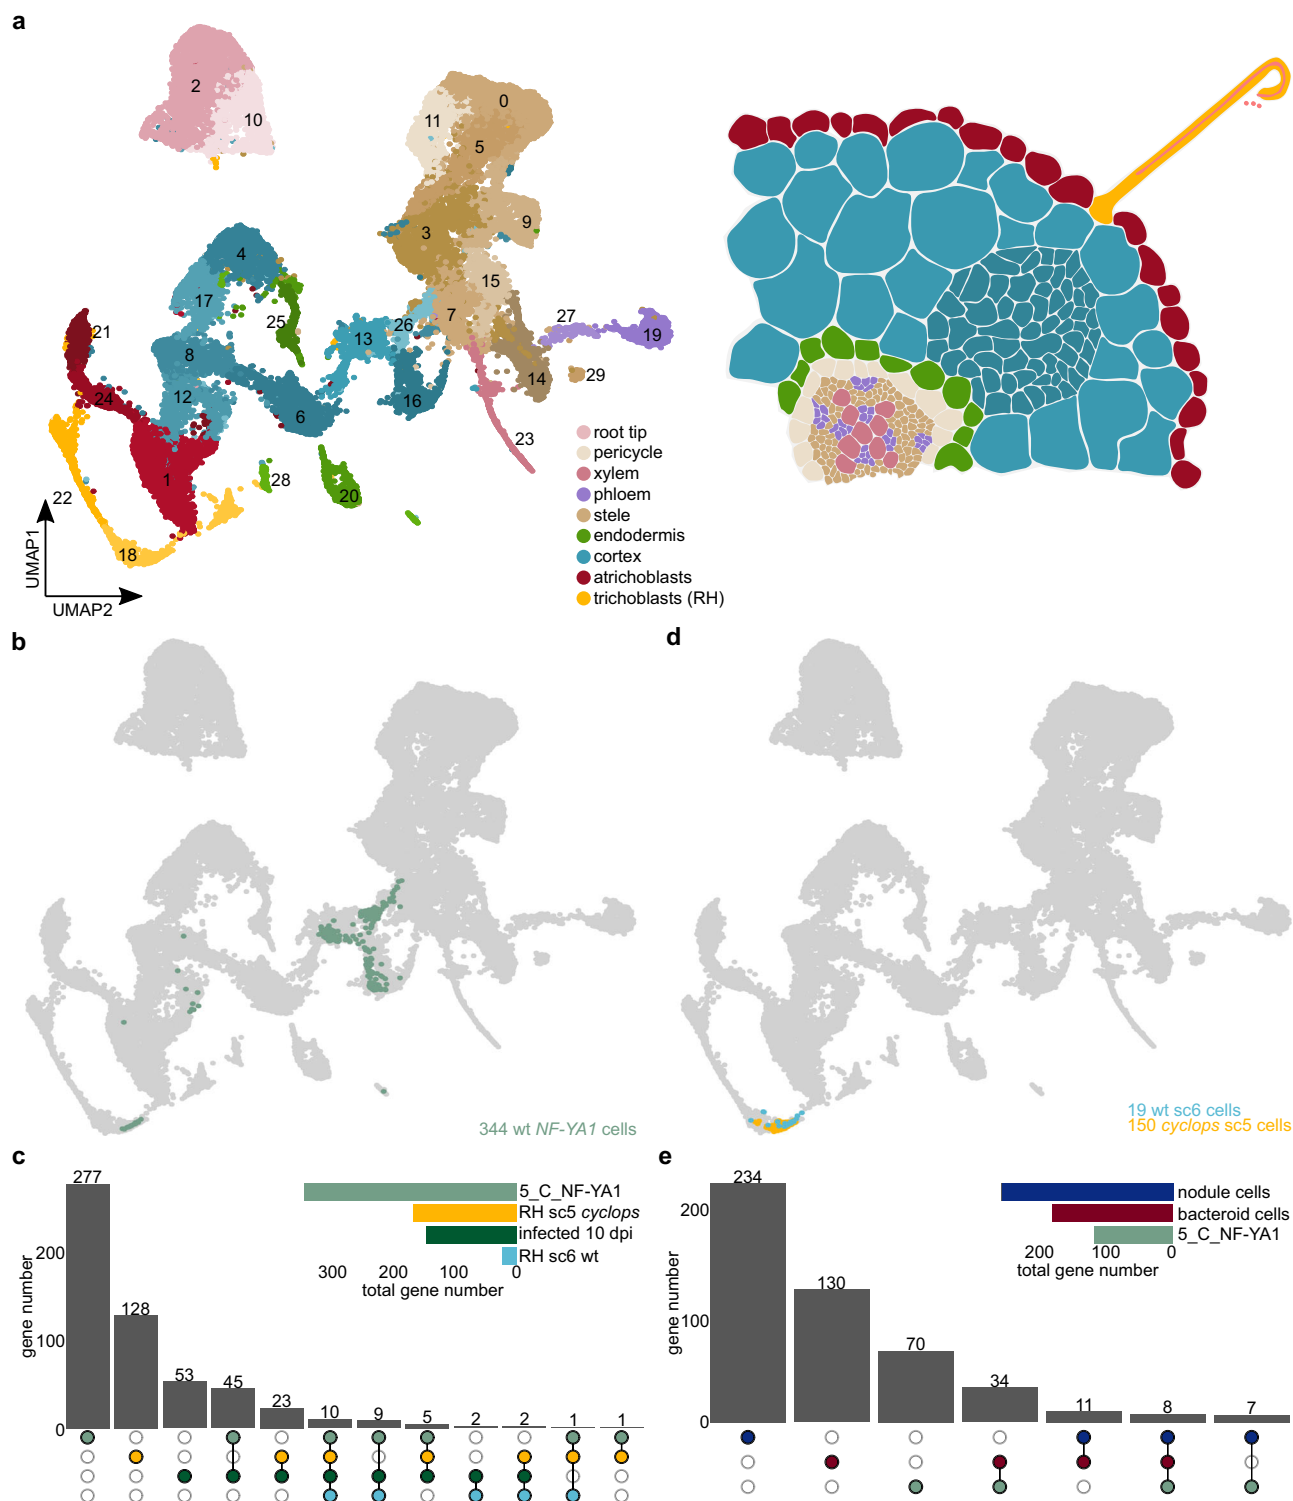 a
2
10
0
11
5
9
3
4
15
17
25
7
27
19
21
26
13
8
14
29
24
12
16
6
23
1
28
22
20
18
UMAP1
UMAP2
root tip
pericycle
xylem
phloem
stele
endodermis
cortex
atrichoblasts
trichoblasts (RH)
b
344 wt NF-YA1 cells
d
19 wt sc6 cells
150 cyclops sc5 cells
c
gene number
200
100
0
277
128
53
45
23
10
9
5
2
2
1
1
5_C_NF-YA1
RH sc5 cyclops
infected 10 dpi
RH sc6 wt
300 200 100 0
total gene number
e
gene number
200
100
0
234
130
70
34
11
8
7
nodule cells
bacteroid cells
5_C_NF-YA1
200 100 0
total gene number